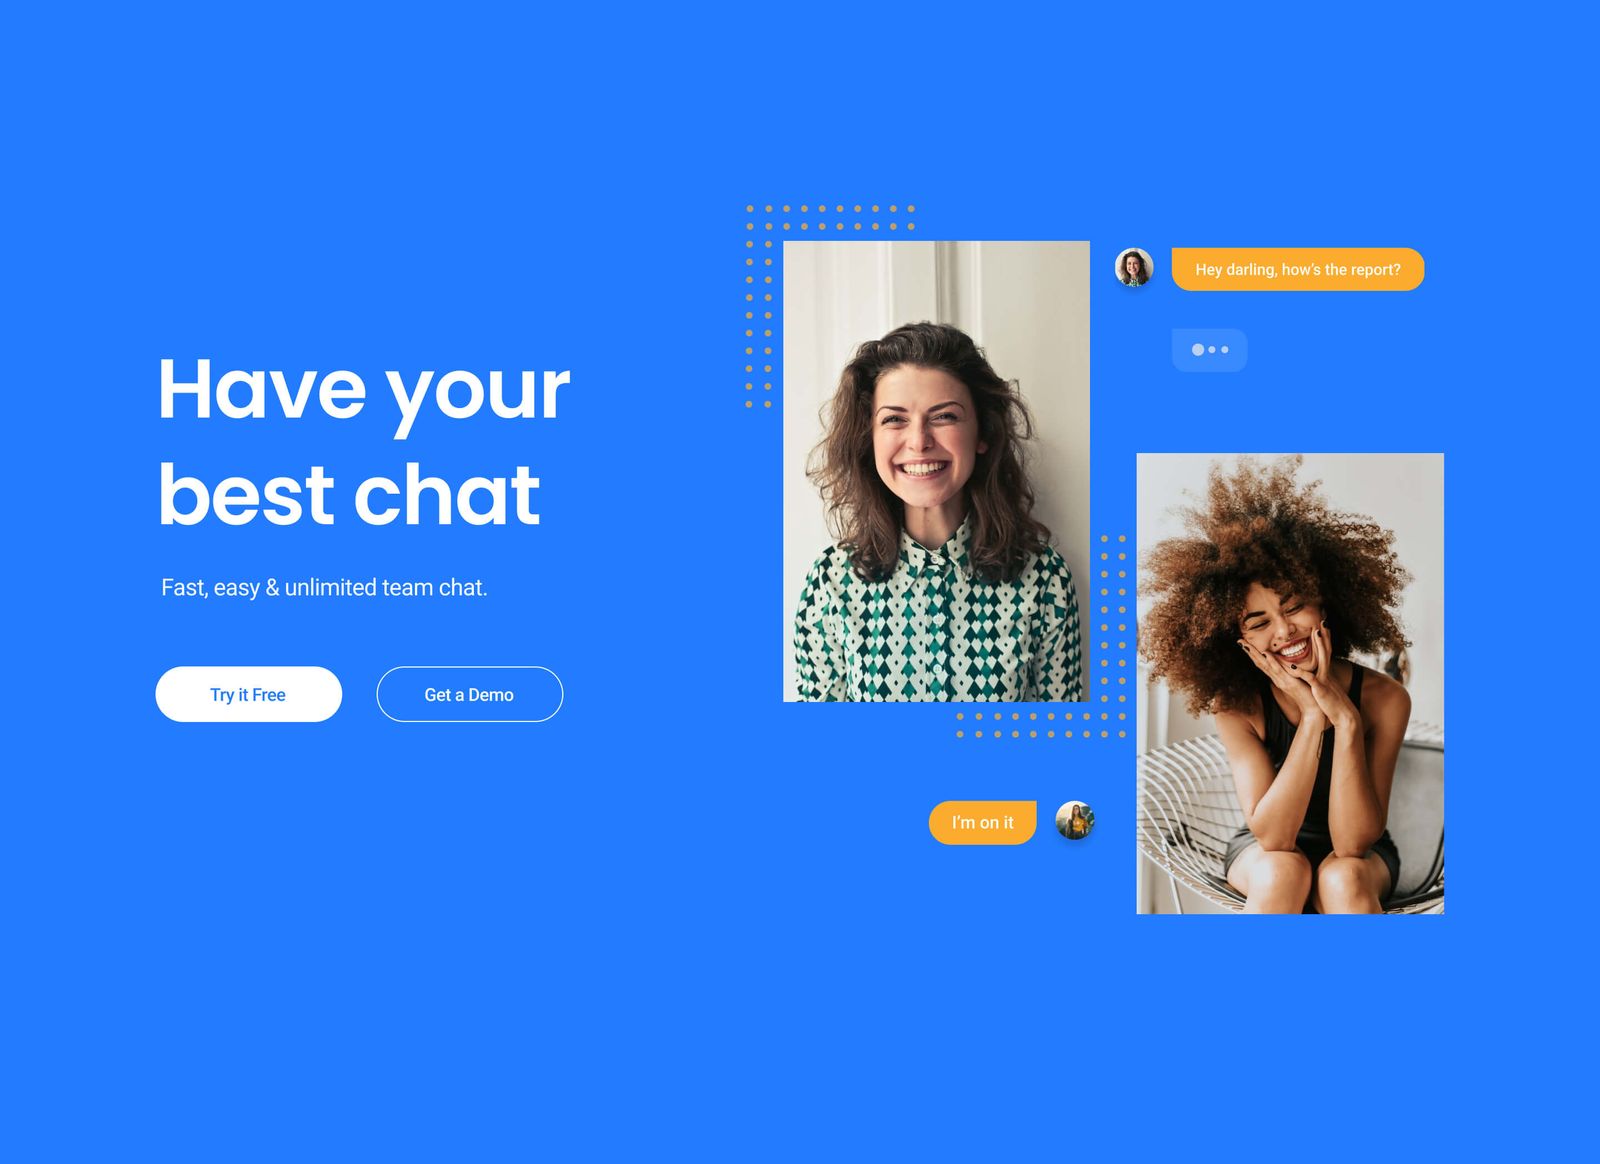 Have your
best chat
Fast, easy & unlimited team chat.
Try it Free
Get a Demo
Hey darling, how's the report?
I'm on it